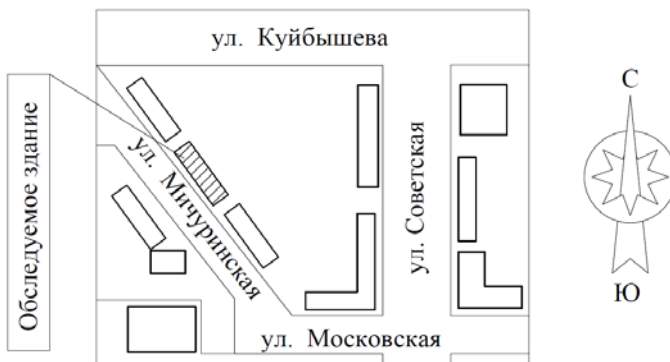 ул. Куйбышева
С
Обследуемое здание
ул. Мичуринская
ул. Советская
Ю
ул. Московская